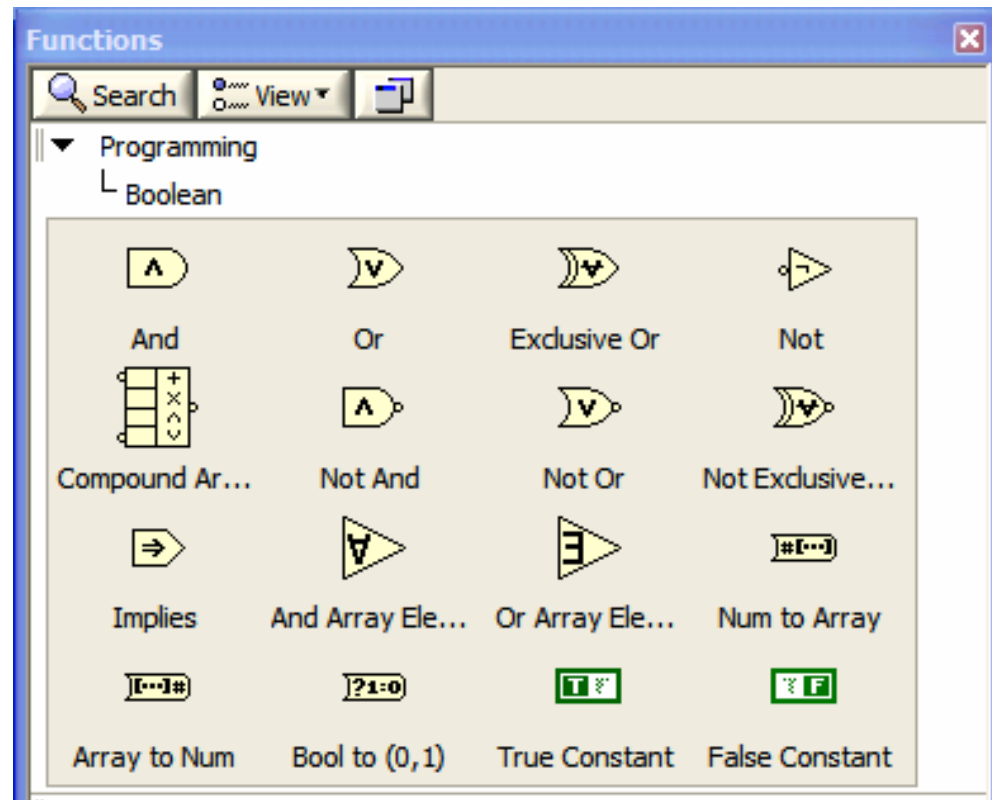 Functions
Search View
Programming
Boolean
And Or Exclusive Or Not
Compound Ar... Not And Not Or Not Exclusive...
Implies And Array Ele... Or Array Ele... Num to Array
[...]# ?1:0 T F #[...]
Array to Num Bool to (0,1) True Constant False Constant